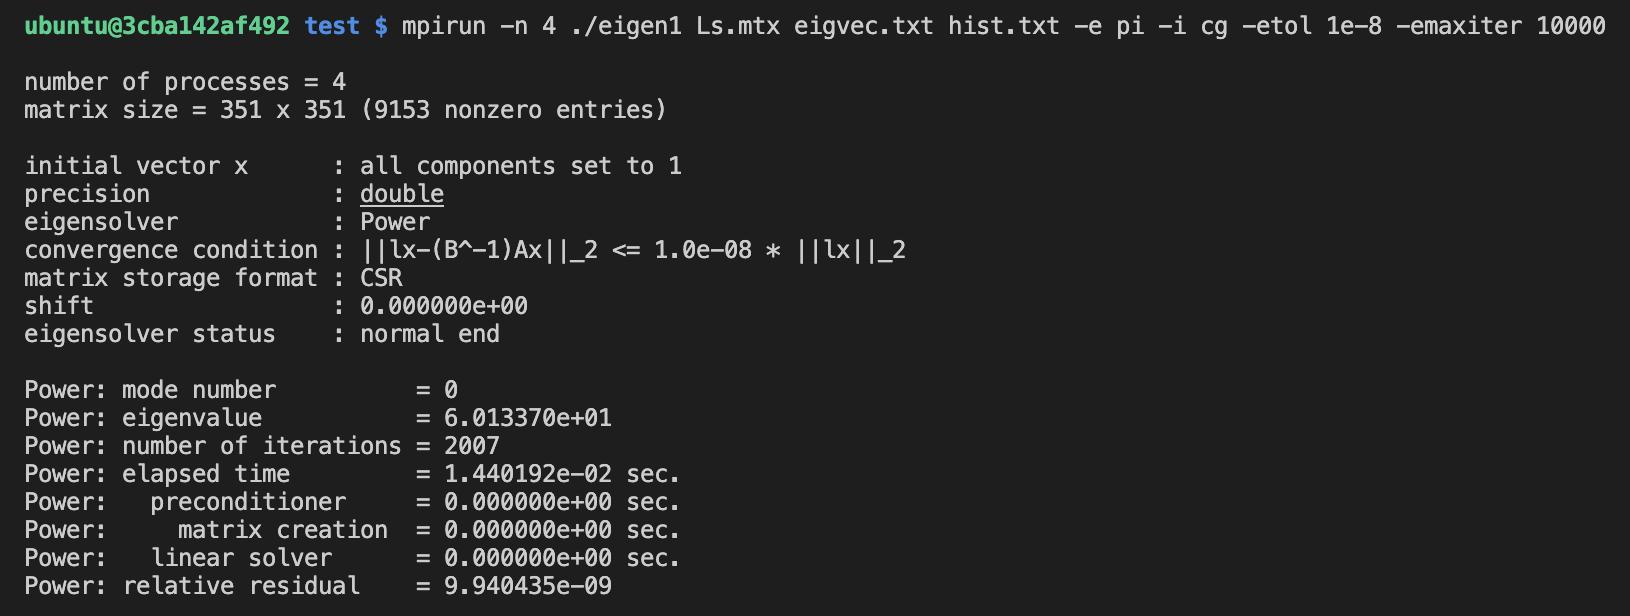 ubuntu@3cba142af492 test $ mpirun -n 4 ./eigen1 Ls.mtx eigvec.txt hist.txt -e pi -i cg -etol 1e-8 -emaxiter 10000
number of processes = 4
matrix size = 351 x 351 (9153 nonzero entries)
initial vector x      : all components set to 1
precision             : double
eigensolver           : Power
convergence condition : ||lx-(B^-1)Ax||_2 <= 1.0e-08 * ||lx||_2
matrix storage format : CSR
shift                 : 0.000000e+00
eigensolver status    : normal end
Power: mode number          = 0
Power: eigenvalue           = 6.013370e+01
Power: number of iterations = 2007
Power: elapsed time         = 1.440192e-02 sec.
Power:   preconditioner     = 0.000000e+00 sec.
Power:     matrix creation  = 0.000000e+00 sec.
Power:   linear solver      = 0.000000e+00 sec.
Power: relative residual    = 9.940435e-09